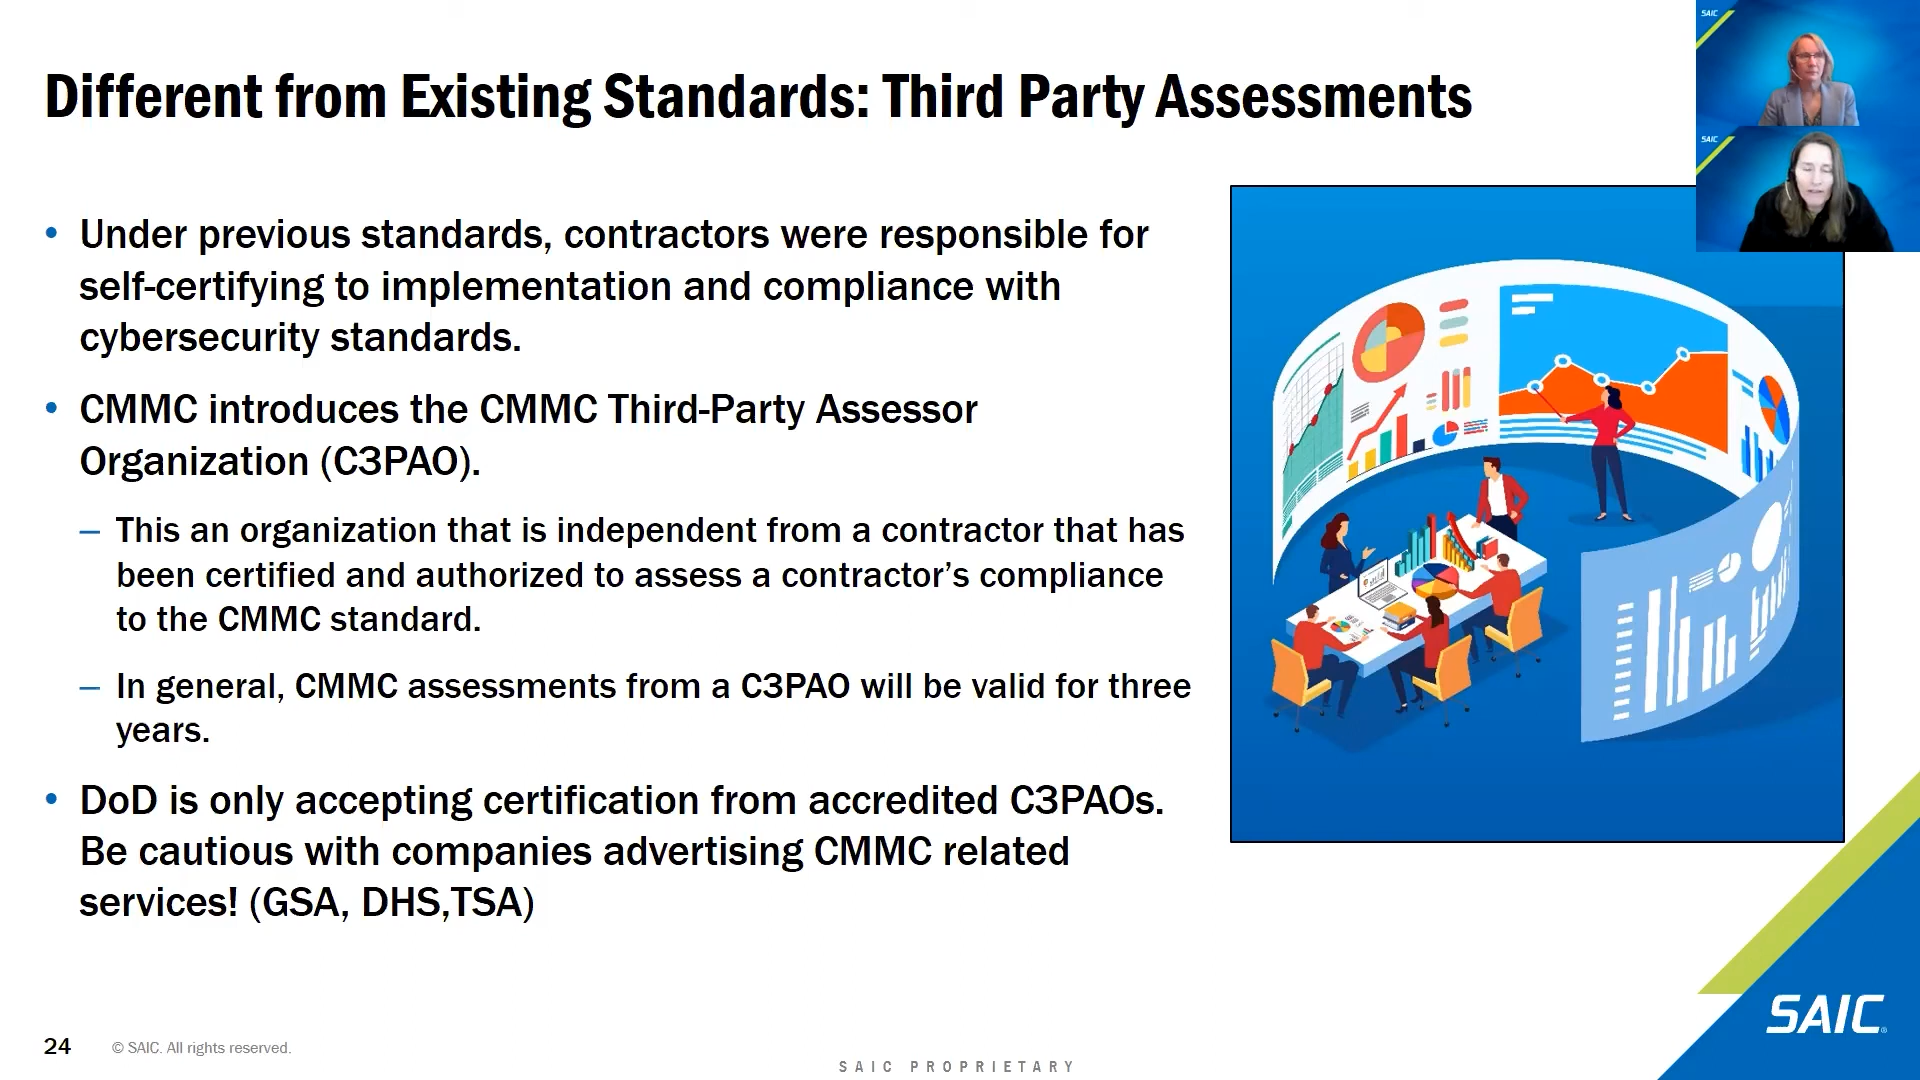 Different from Existing Standards: Third Party Assessments
SAIC
SAIC
• Under previous standards, contractors were responsible for
self-certifying to implementation and compliance with
cybersecurity standards.
• CMMC introduces the CMMC Third-Party Assessor
Organization (C3PAO).
– This an organization that is independent from a contractor that has
been certified and authorized to assess a contractor’s compliance
to the CMMC standard.
– In general, CMMC assessments from a C3PAO will be valid for three
years.
• DoD is only accepting certification from accredited C3PAOs.
Be cautious with companies advertising CMMC related
services! (GSA, DHS,TSA)
SAIC®
24
© SAIC. All rights reserved.
SAIC PROPRIETARY